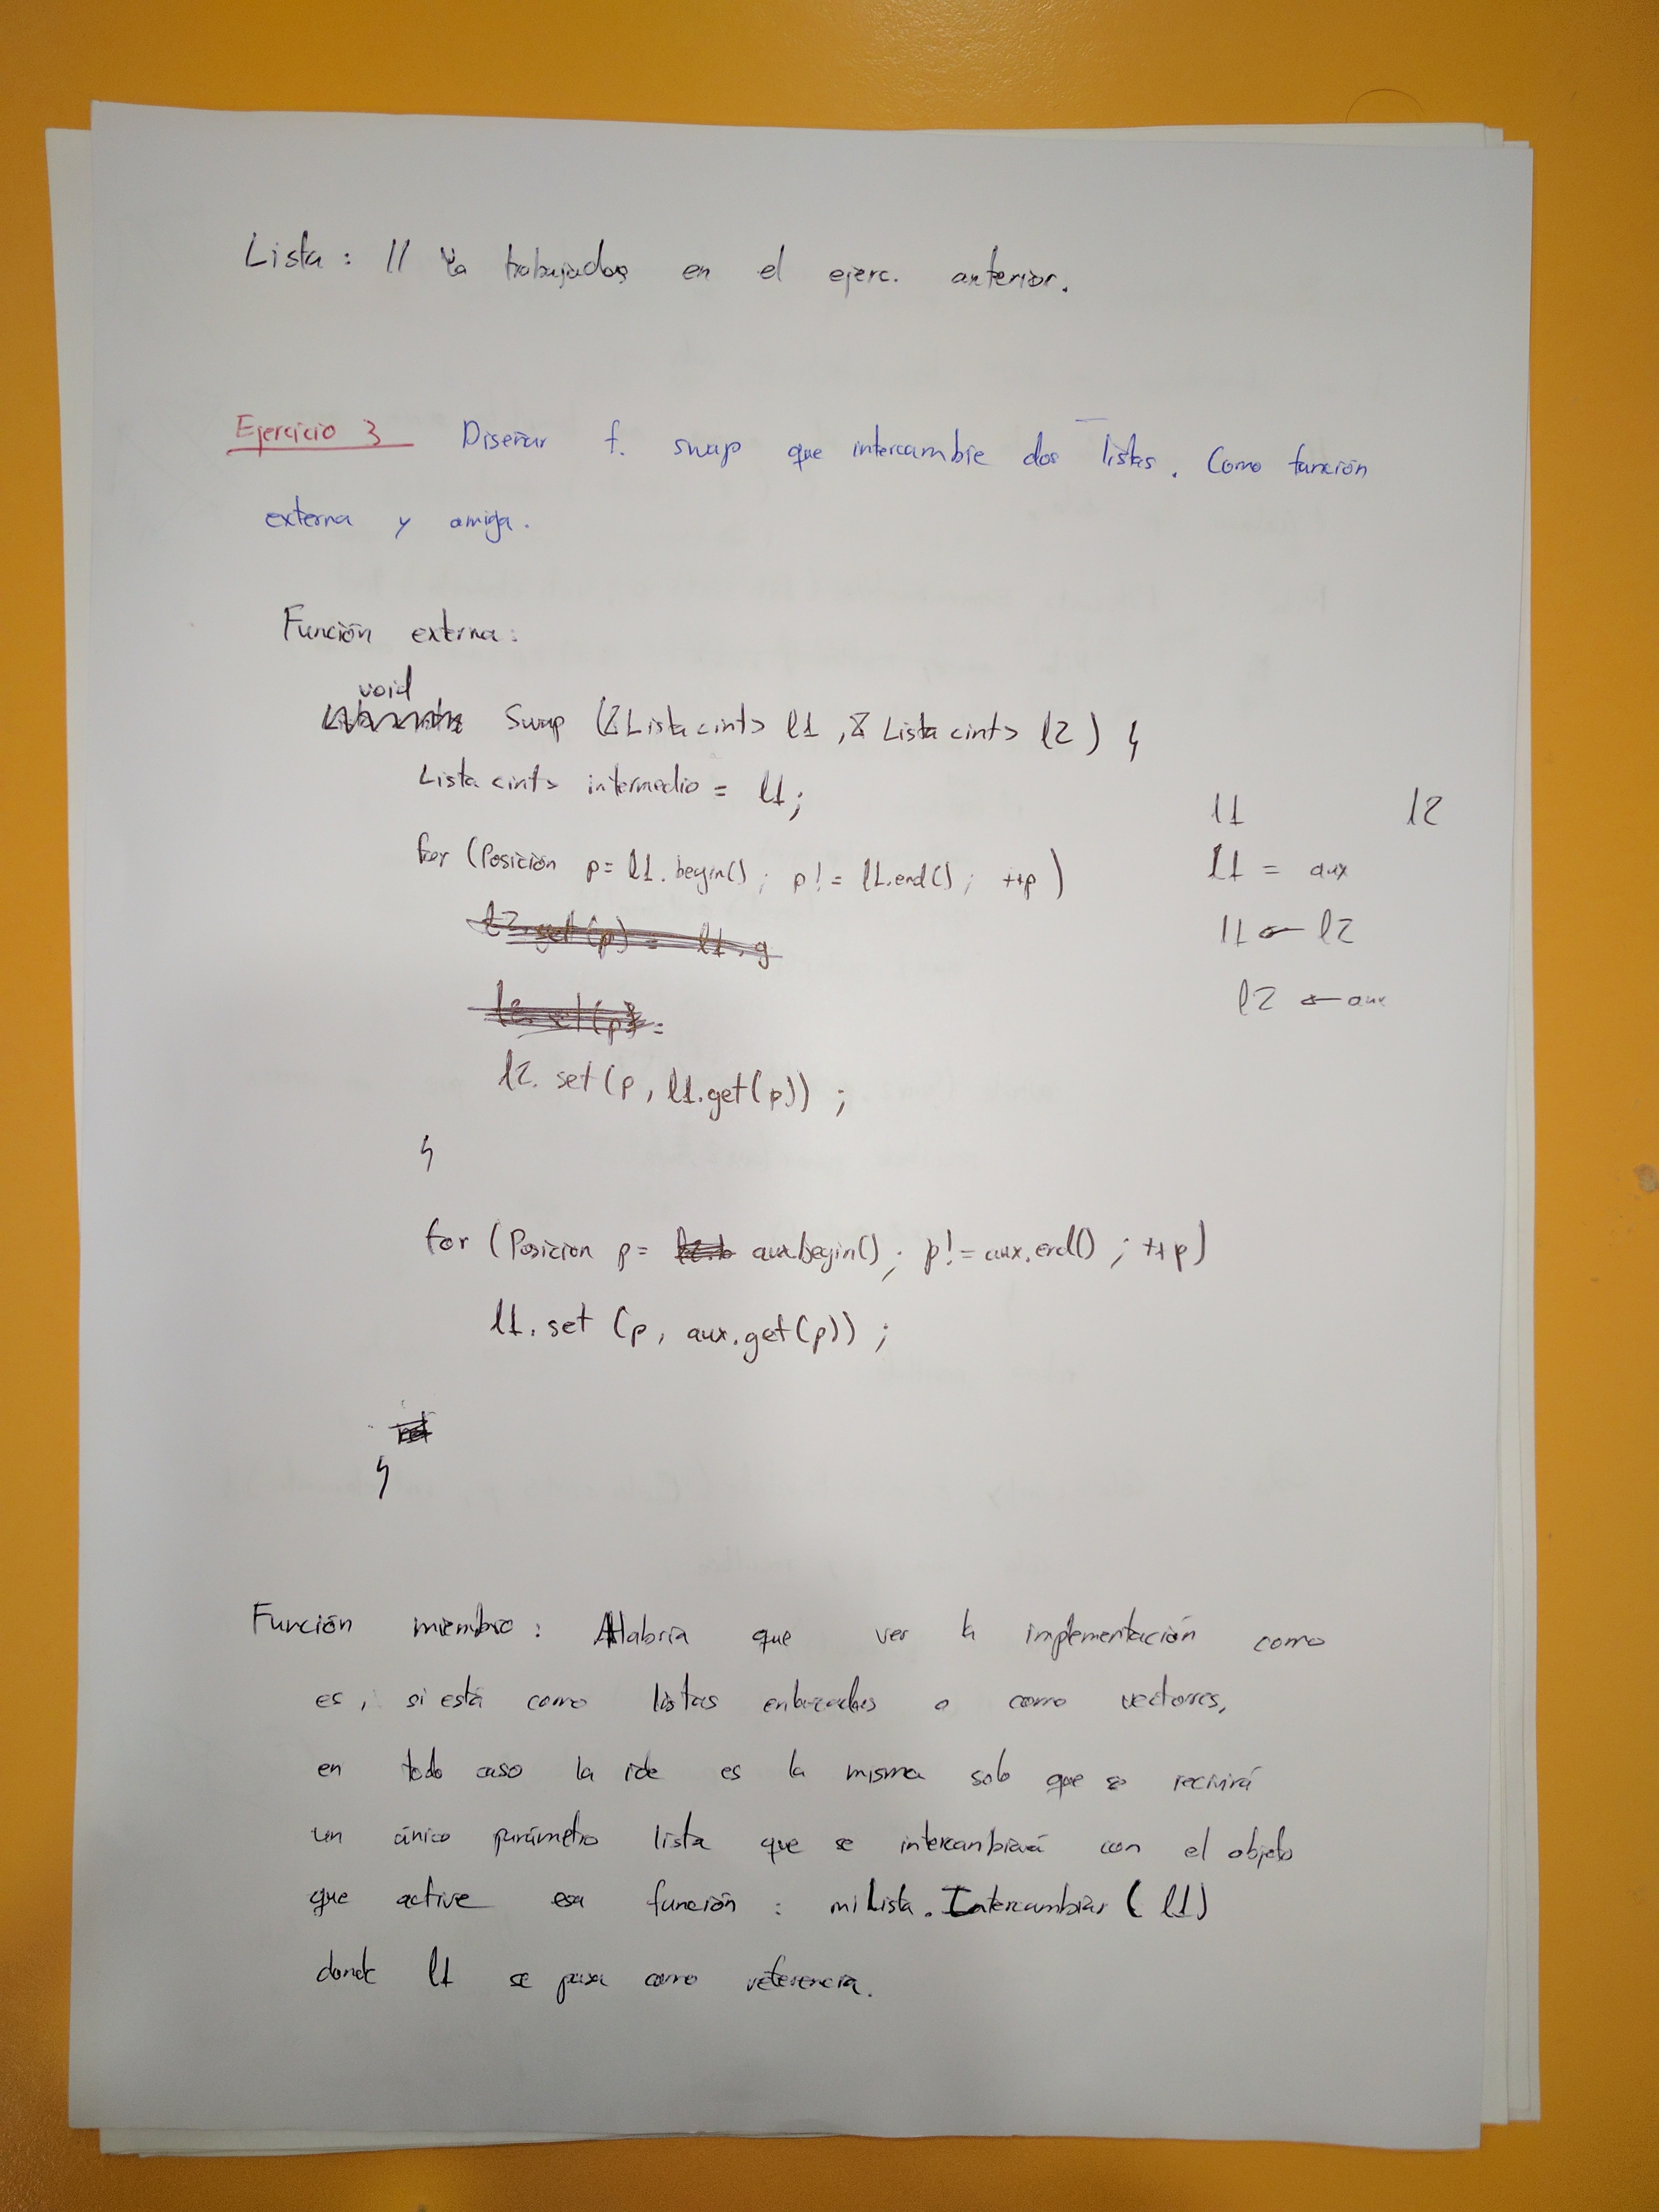 Lista : // Ya trabajados en el ejerc. anterior.
Ejercicio 3 Diseñar f. swap que intercambie dos listas. Como función
externa y amiga.
Función externa:
void
Swap (&Lista<int> l1, & Lista<int> l2) {
Lista<int> intermedio = l1;
l1 l2
for (Posición p= l1.begin(); p! = l1.end(); ++p)
l1 = aux
l2.get(p) = l1.g
l1 ← l2
l2 ← aux
l2. set(p, l1.get(p)) ;
}
for (Posicion p= aux.begin(); p!= aux.end() ; ++p)
l1. set (p, aux.get(p)) ;
}
Función miembro : Habría que ver la implementación como
es, si está como listas enlazadas o como vectores,
en todo caso la ide es la misma solo que se recivirá
un único parámetro lista que se intercambiará con el objeto
que active esa función : miLista.Intercambiar (l1)
donde l1 se pasa como referencia.